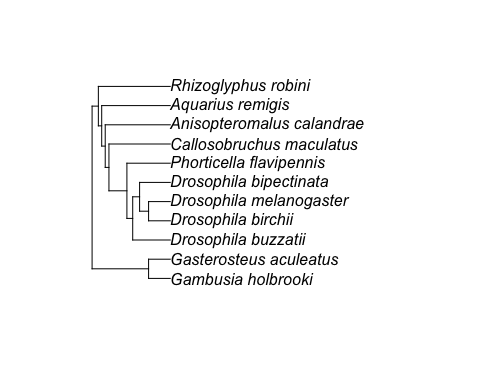 Rhizoglyphus robini
Aquarius remigis
Anisopteromalus calandrae
Callosobruchus maculatus
Phorticella flavipennis
Drosophila bipectinata
Drosophila melanogaster
Drosophila birchii
Drosophila buzzatii
Gasterosteus aculeatus
Gambusia holbrooki